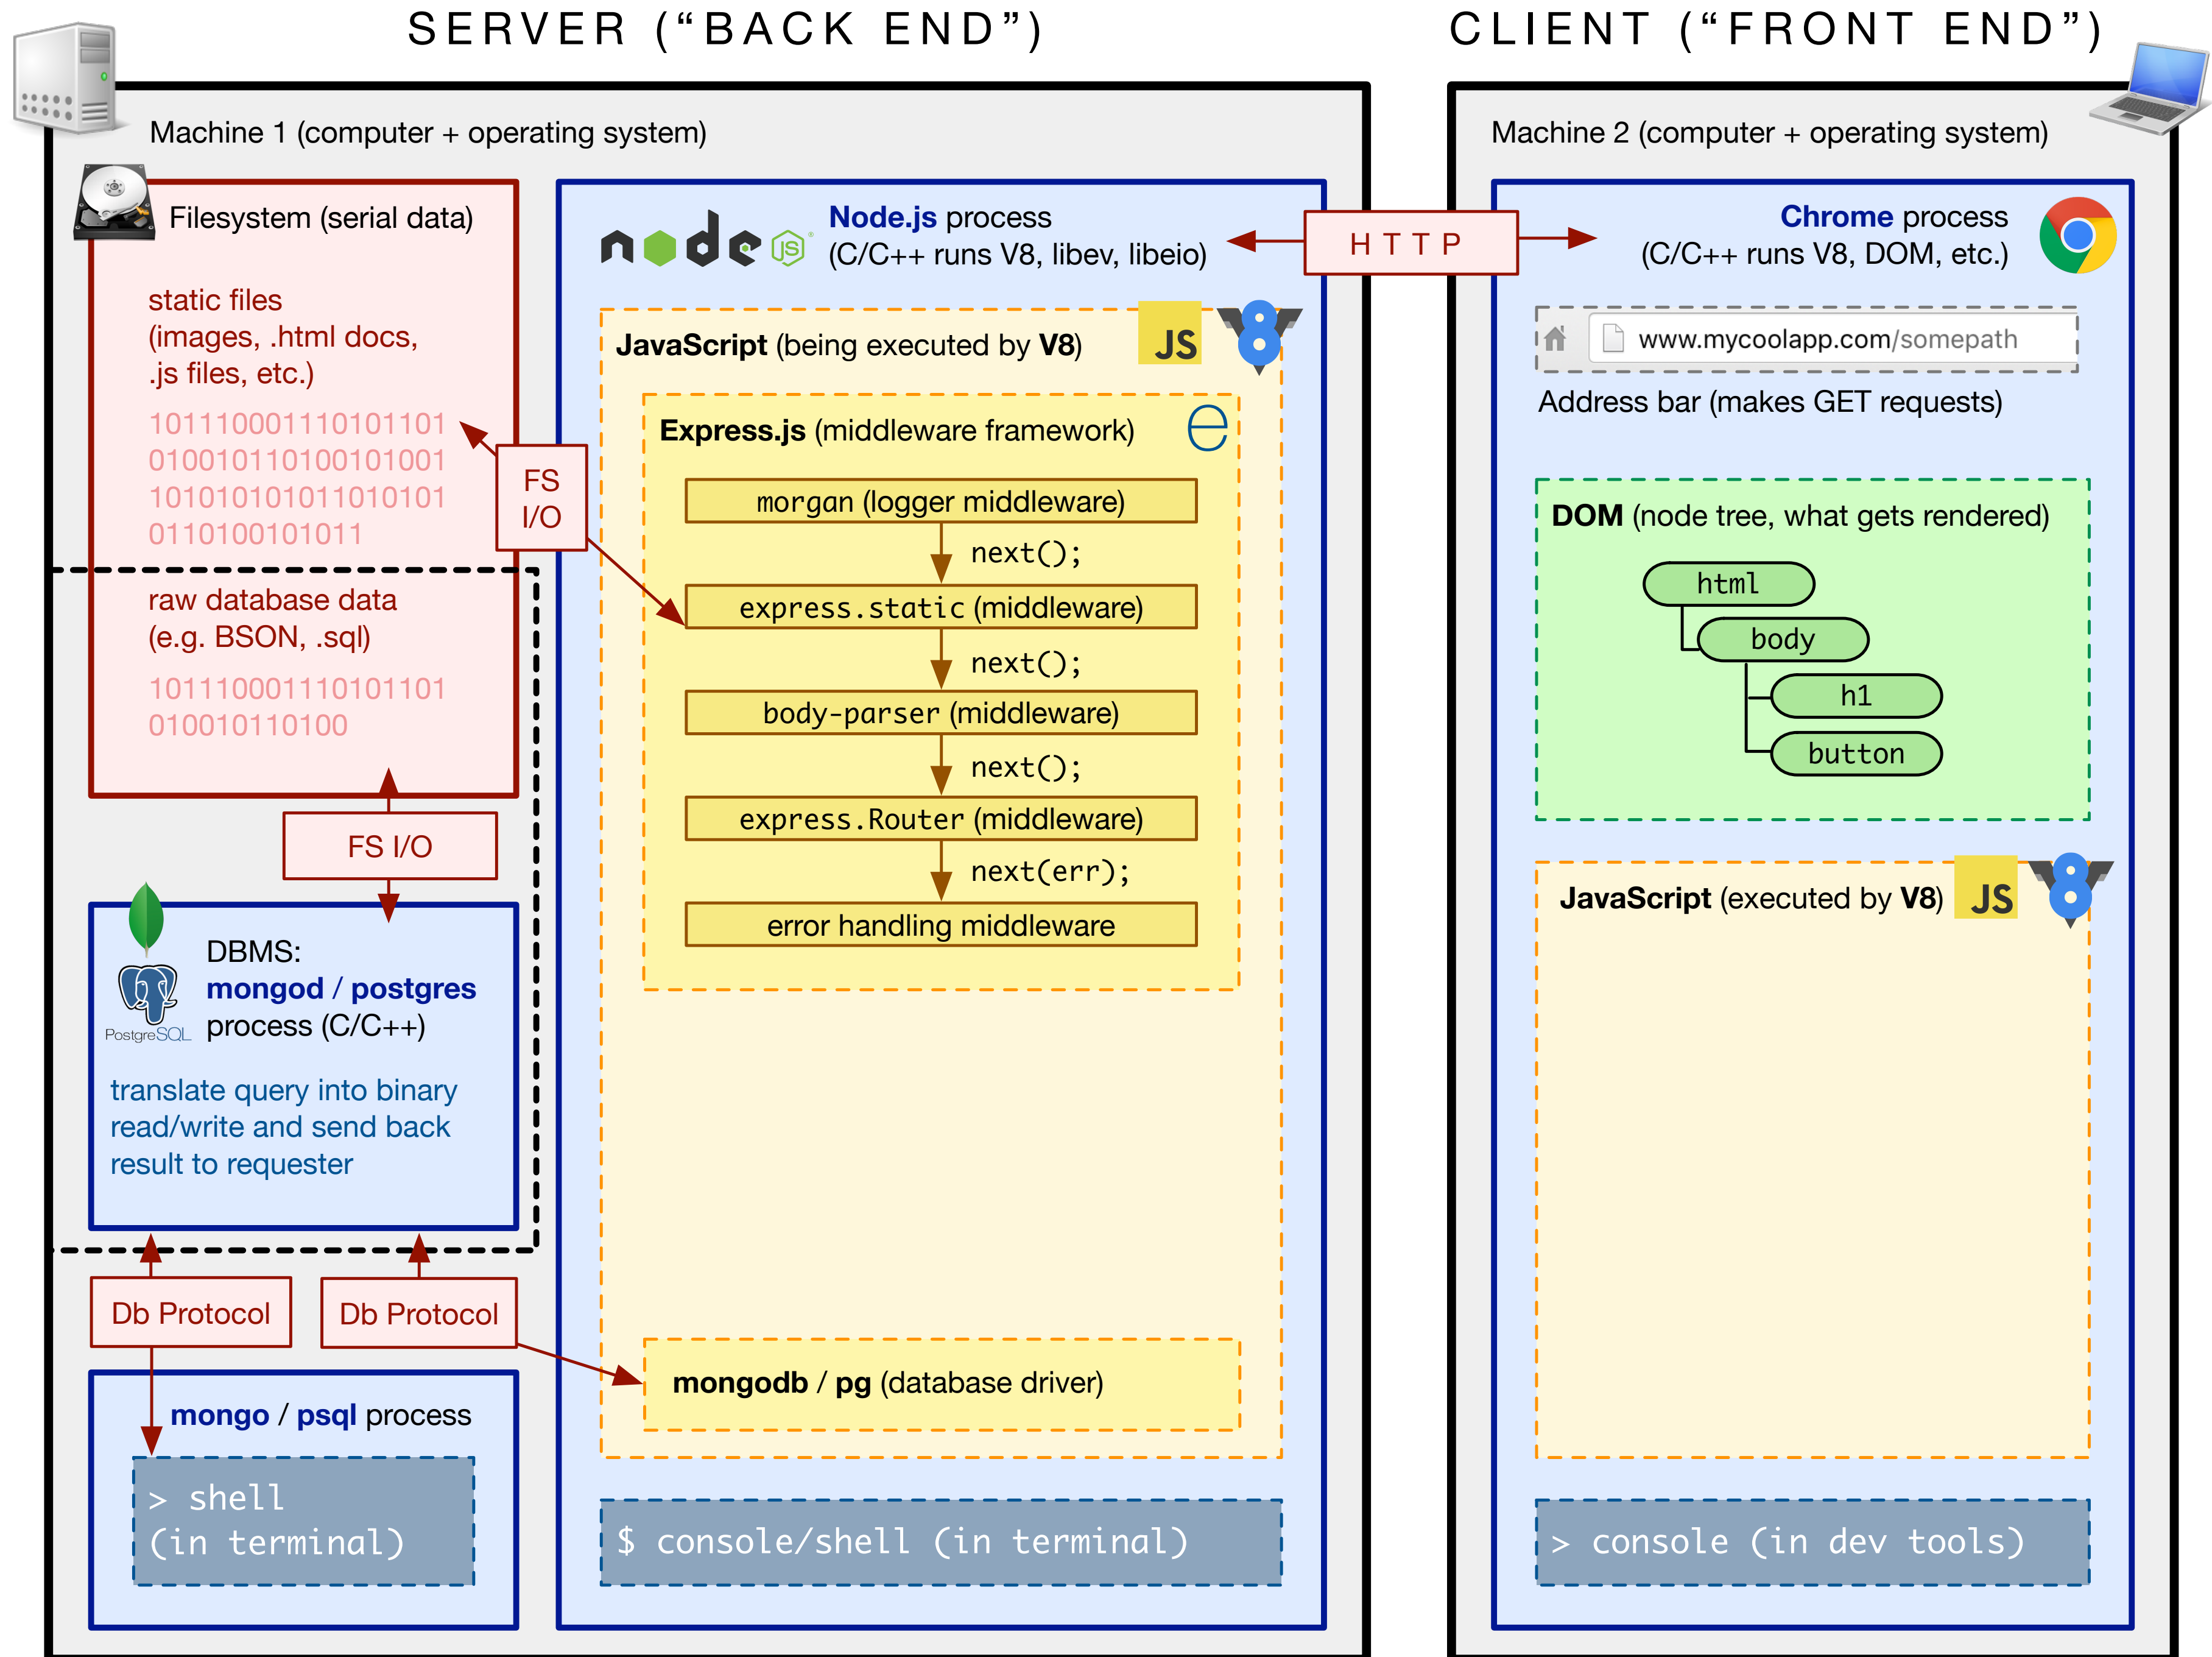 SERVER (“BACK END”)
Machine 1 (computer + operating system)
Filesystem (serial data)
static files
(images, .html docs,
.js files, etc.)
101110001110101101
010010110100101001
101010101011010101
0110100101011
raw database data
(e.g. BSON, .sql)
101110001110101101
010010110100
FS I/O
DBMS:
mongod / postgres
process (C/C++)
PostgreSQL
translate query into binary
read/write and send back
result to requester
Db Protocol
Db Protocol
mongo / psql process
> shell
(in terminal)
FS
I/O
node JS
Node.js process
(C/C++ runs V8, libev, libeio)
JavaScript (being executed by V8)
JS
8
Express.js (middleware framework)
e
morgan (logger middleware)
next();
express.static (middleware)
next();
body-parser (middleware)
next();
express.Router (middleware)
next(err);
error handling middleware
mongodb / pg (database driver)
$ console/shell (in terminal)
HTTP
CLIENT (“FRONT END”)
Machine 2 (computer + operating system)
Chrome process
(C/C++ runs V8, DOM, etc.)
www.mycoolapp.com/somepath
Address bar (makes GET requests)
DOM (node tree, what gets rendered)
html
body
h1
button
JavaScript (executed by V8)
JS
8
> console (in dev tools)